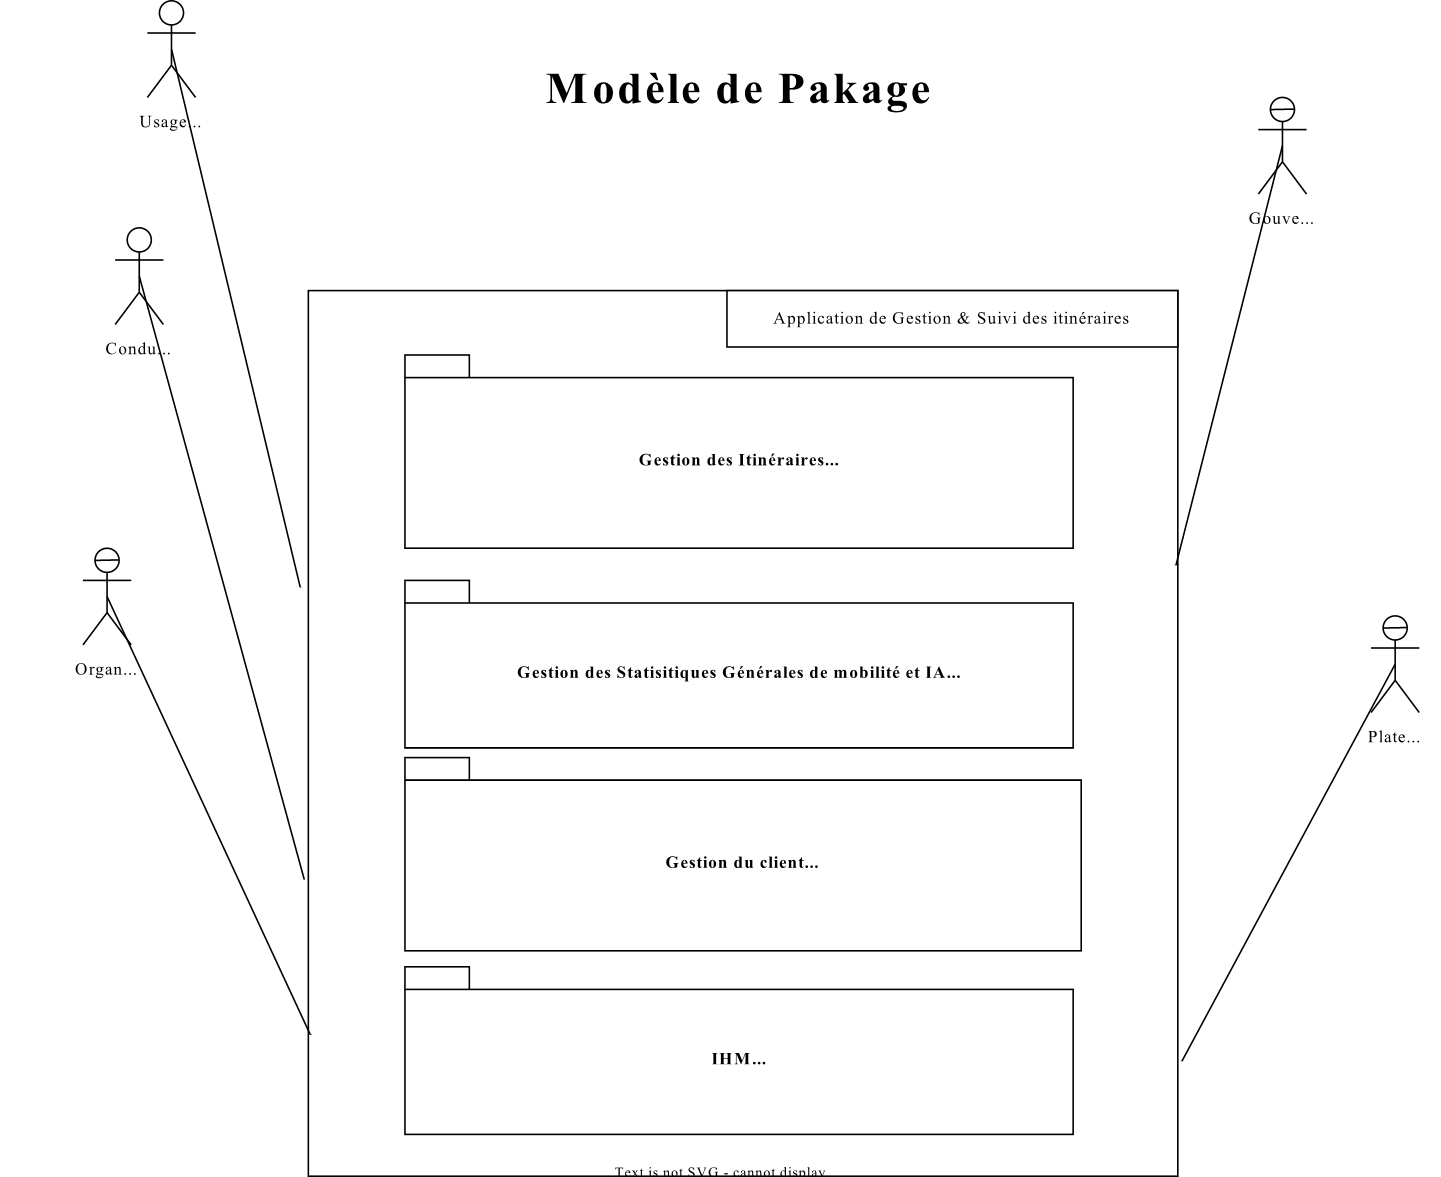 Modèle de Pakage
Usage...
Gouve...
Condu...
Application de Gestion & Suivi des itinéraires
Gestion des Itinéraires...
Organ...
Gestion des Statisitiques Générales de mobilité et IA...
Plate...
Gestion du client...
IHM...
Text is not SVG - cannot display